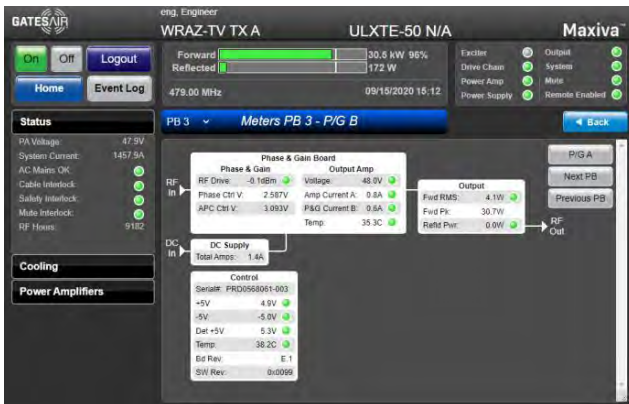 GATESAIR
eng, Engineer
WRAZ-TV TX A
ULXTE-50 N/A
Maxiva
On
Off
Logout
Home
Event Log
Forward 30.5 kW 96%
Reflected 172 W
479.00 MHz
09/15/2020 15:12
Exciter
Output
Drive Chain
System
Power Amp
Mute
Power Supply
Remote Enabled
Status
PA Voltage: 47.9V
System Current: 1457.9A
AC Mains OK:
Cable Interlock:
Safety Interlock:
Mute Interlock:
RF Hours: 9182
Cooling
Power Amplifiers
PB 3
Meters PB 3 - P/G B
Back
P/G A
Next PB
Previous PB
RF
In
Phase & Gain Board
Phase & Gain
Output Amp
RF Drive: -0.1dBm
Voltage: 48.0V
Phase Ctrl V: 2.587V
Amp Current A: 0.8A
APC Ctrl V: 3.093V
P&G Current B: 0.6A
Temp: 35.3C
Output
Fwd RMS: 4.1W
Fwd Pk: 30.7W
Refld Pwr: 0.0W
RF
Out
DC
In
DC Supply
Total Amps: 1.4A
Control
Serial#: PRD0568061-003
+5V 4.9V
-5V -5.0V
Det +5V 5.3V
Temp: 38.2C
Bd Rev: E.1
SW Rev: 0x0099